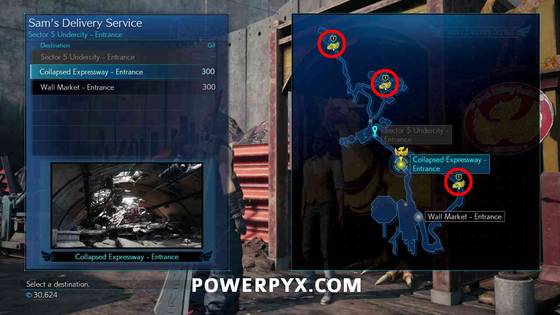 Sam's Delivery Service
Sector 5 Undercity - Entrance
Destination Gil
Sector 5 Undercity - Entrance
Collapsed Expressway - Entrance 300
Wall Market - Entrance 300
Collapsed Expressway - Entrance
Select a destination.
30,624
Sector 5 Undercity -
Entrance
Collapsed Expressway -
Entrance
Wall Market - Entrance
POWERPYX.COM